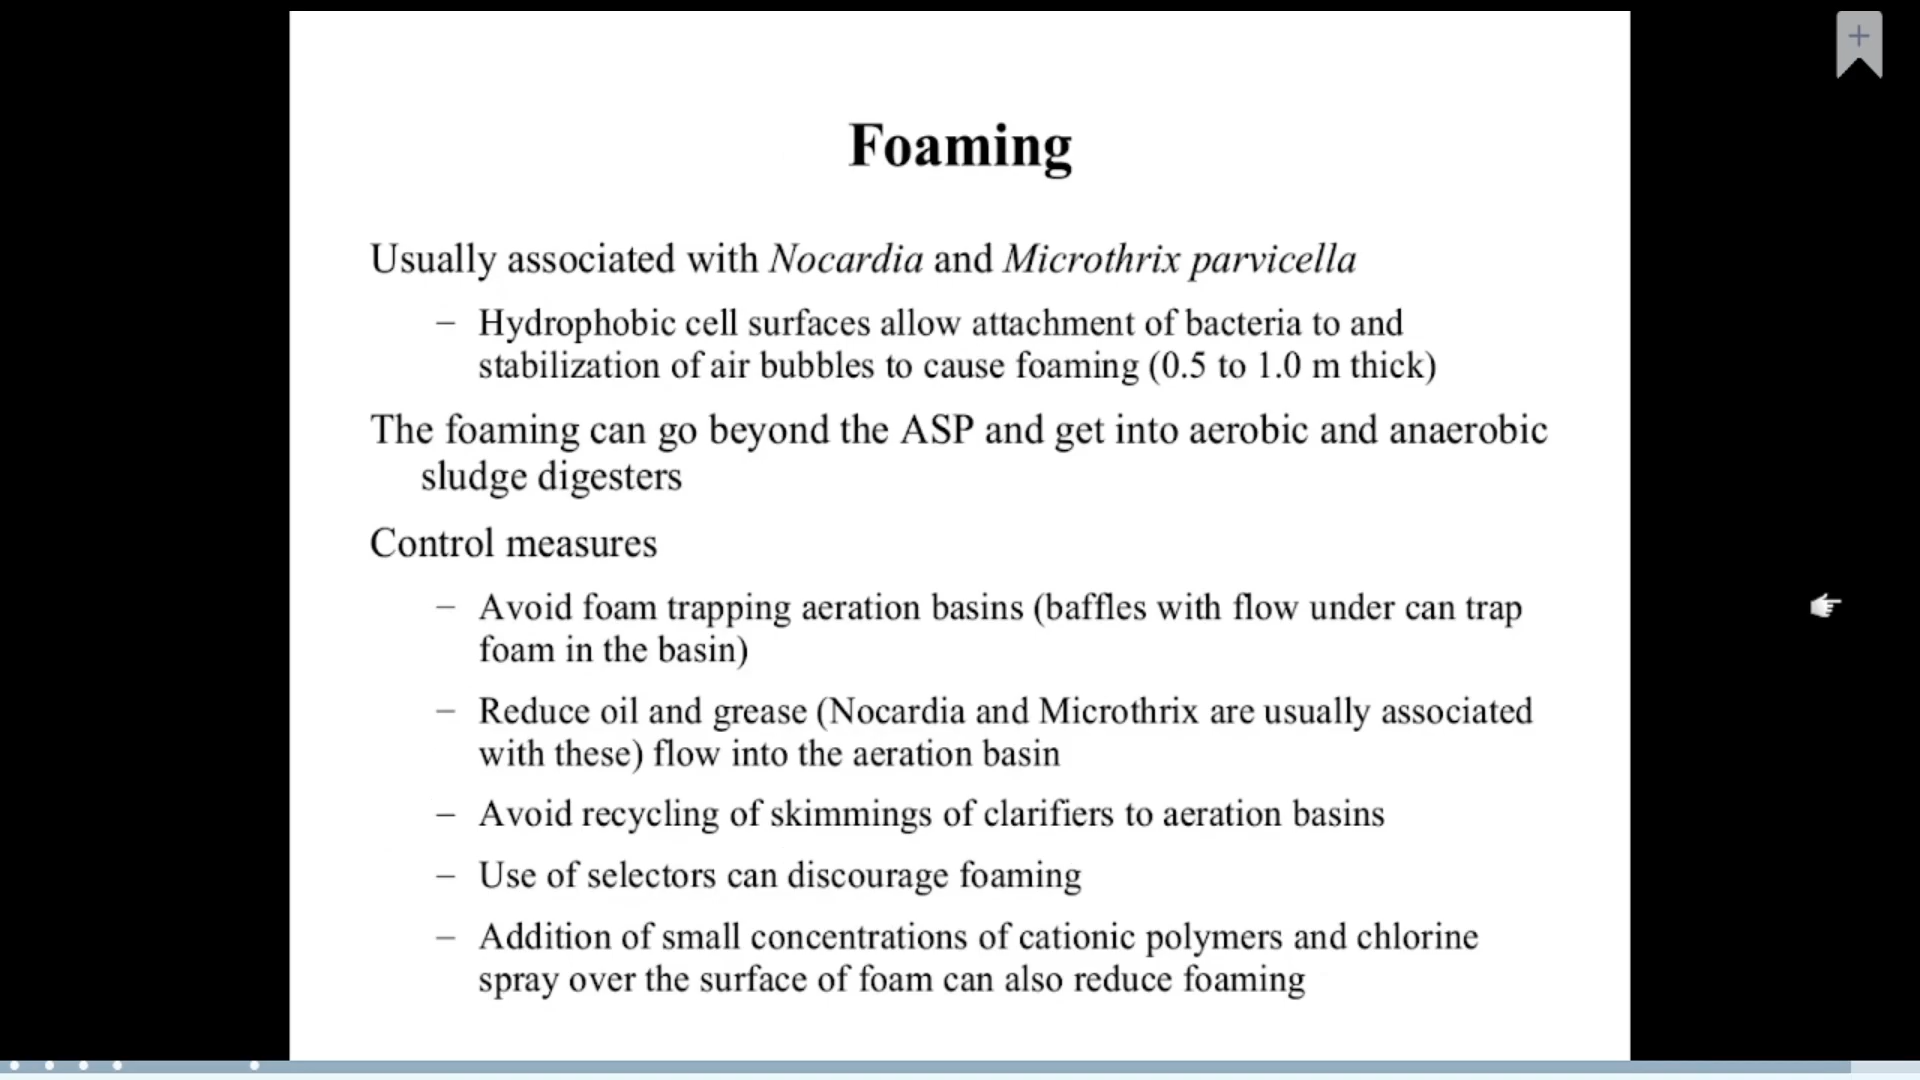 Foaming
Usually associated with Nocardia and Microthrix parvicella
– Hydrophobic cell surfaces allow attachment of bacteria to and
stabilization of air bubbles to cause foaming (0.5 to 1.0 m thick)
The foaming can go beyond the ASP and get into aerobic and anaerobic
sludge digesters
Control measures
– Avoid foam trapping aeration basins (baffles with flow under can trap
foam in the basin)
– Reduce oil and grease (Nocardia and Microthrix are usually associated
with these) flow into the aeration basin
– Avoid recycling of skimmings of clarifiers to aeration basins
– Use of selectors can discourage foaming
– Addition of small concentrations of cationic polymers and chlorine
spray over the surface of foam can also reduce foaming